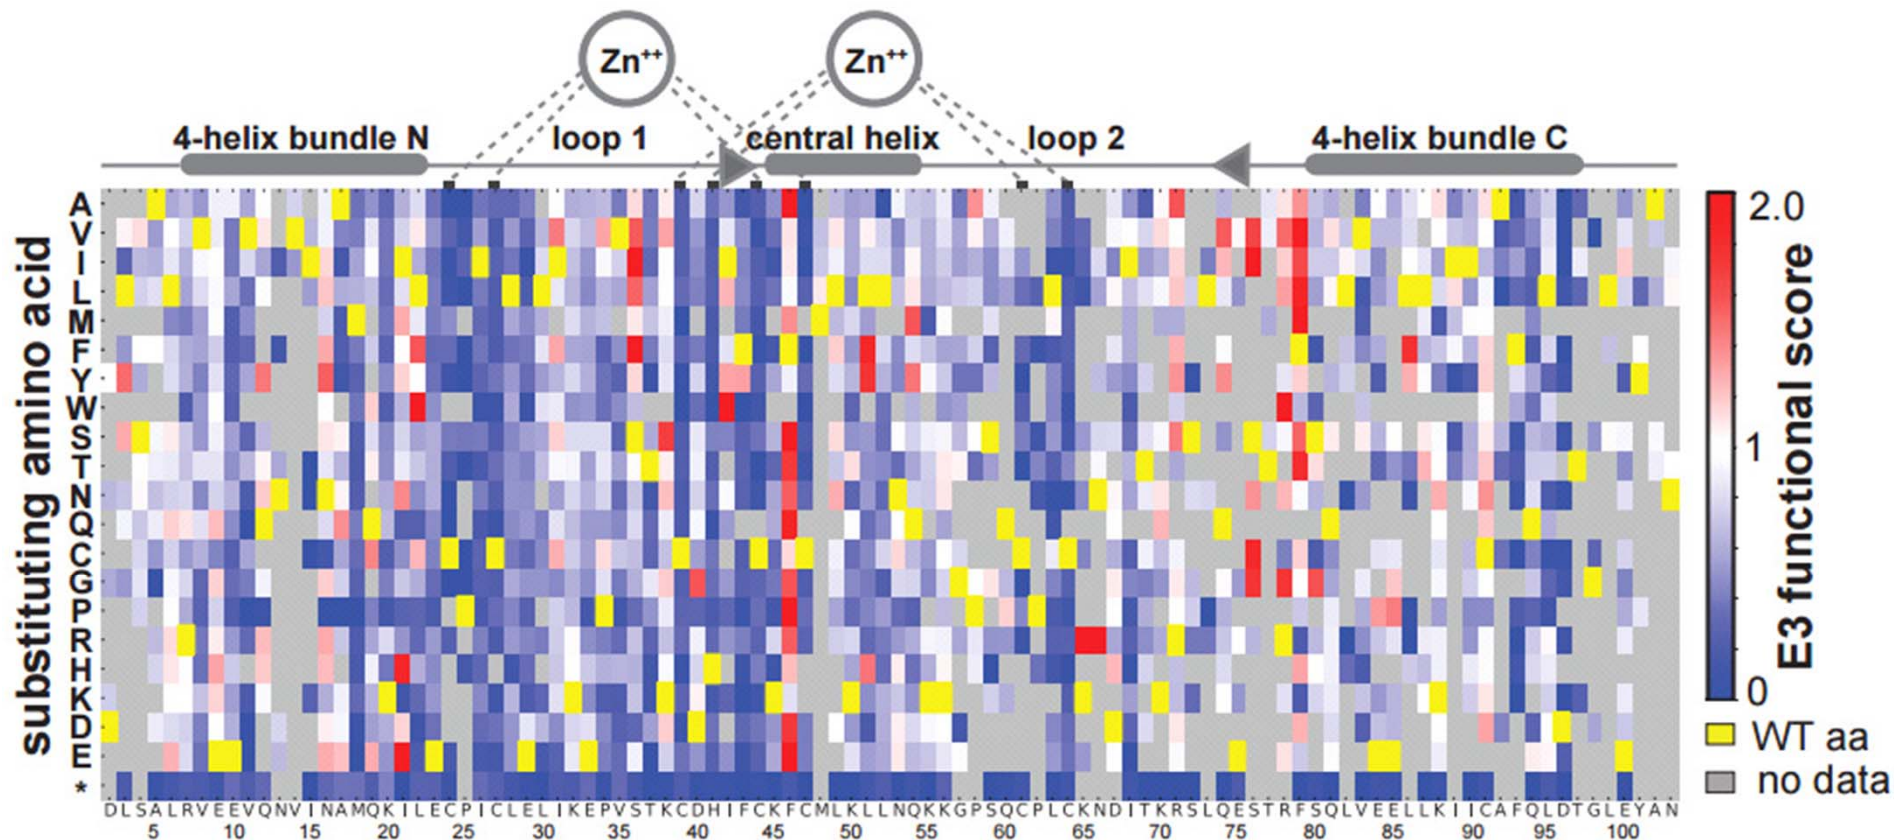 Zn++ Zn++
4-helix bundle N loop 1 central helix loop 2 4-helix bundle C
substituting amino acid
A
V
I
L
M
F
Y
W
S
T
N
Q
C
G
P
R
H
K
D
E
*
D L S A L R V E E V Q N V I N A M Q K I L E C P I C L E L I K E P V S T K C D H I F C K F C M L K L L N Q K K G P S Q C P L C K N D I T K R S L Q E S T R F S Q L V E E L L K I I C A F Q L D T G L E Y A N
5 10 15 20 25 30 35 40 45 50 55 60 65 70 75 80 85 90 95 100
2.0
1
0
E3 functional score
WT aa
no data